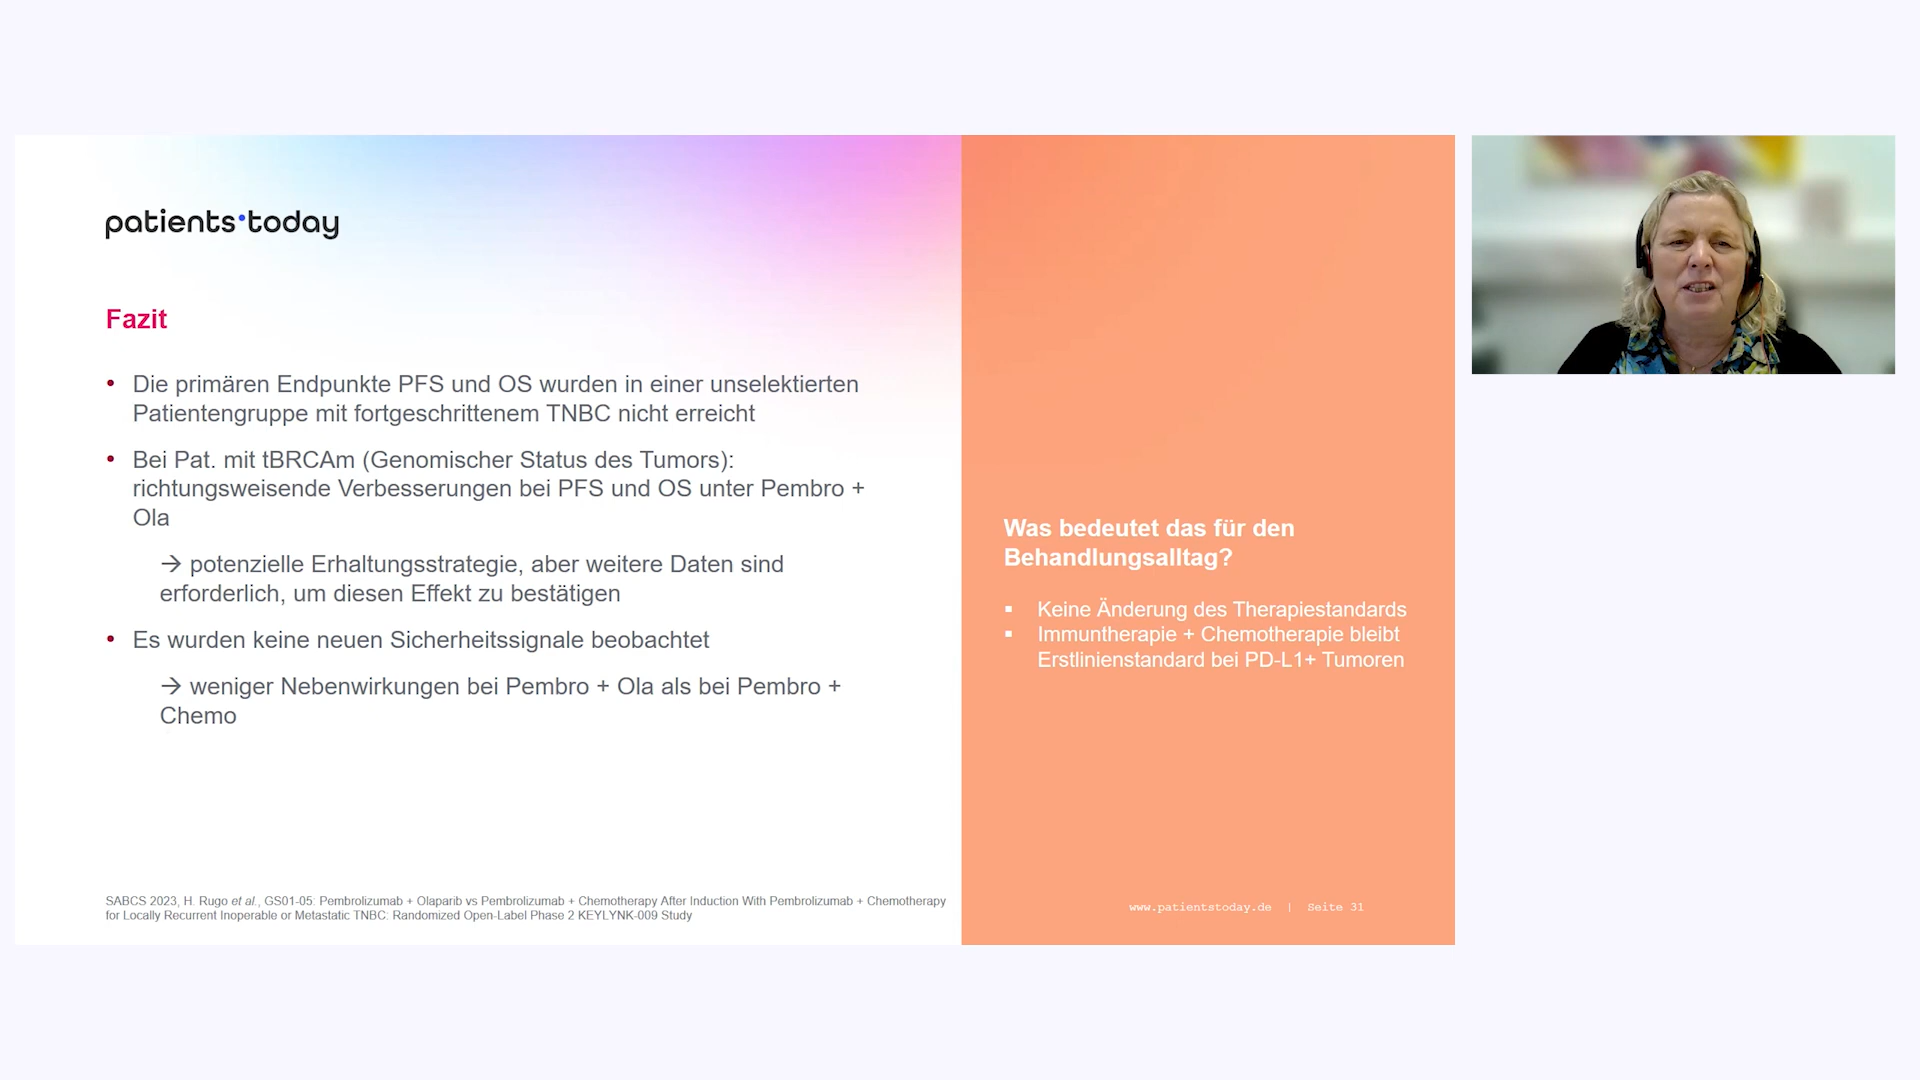 patients•today
Fazit
• Die primären Endpunkte PFS und OS wurden in einer unselektierten
Patientengruppe mit fortgeschrittenem TNBC nicht erreicht
• Bei Pat. mit tBRCAm (Genomischer Status des Tumors):
richtungsweisende Verbesserungen bei PFS und OS unter Pembro +
Ola
→ potenzielle Erhaltungsstrategie, aber weitere Daten sind
erforderlich, um diesen Effekt zu bestätigen
• Es wurden keine neuen Sicherheitssignale beobachtet
→ weniger Nebenwirkungen bei Pembro + Ola als bei Pembro +
Chemo
SABCS 2023, H. Rugo et al., GS01-05: Pembrolizumab + Olaparib vs Pembrolizumab + Chemotherapy After Induction With Pembrolizumab + Chemotherapy
for Locally Recurrent Inoperable or Metastatic TNBC: Randomized Open-Label Phase 2 KEYLYNK-009 Study
Was bedeutet das für den
Behandlungsalltag?
▪ Keine Änderung des Therapiestandards
▪ Immuntherapie + Chemotherapie bleibt
Erstlinienstandard bei PD-L1+ Tumoren
www.patientstoday.de | Seite 31